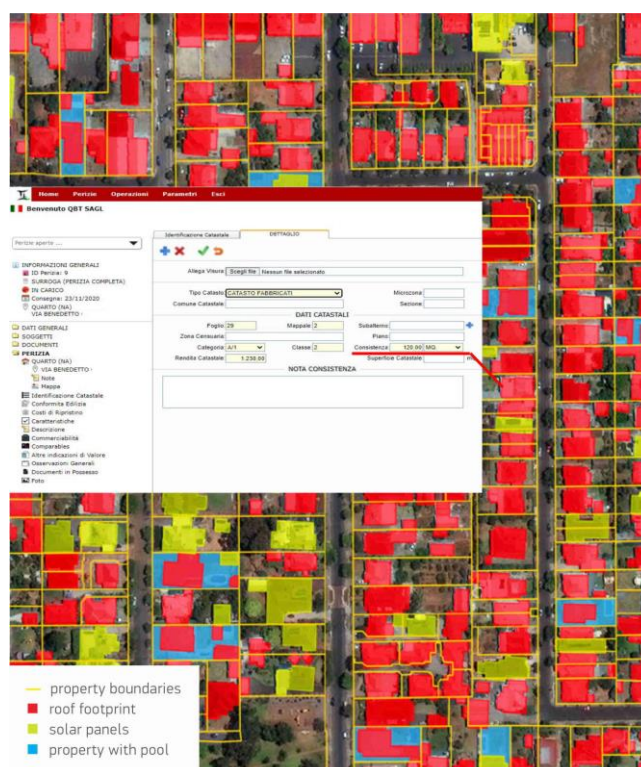 Home Perizie Operazioni Parametri Esci
Benvenuto QBT SAGL
Perizie aperte ...
INFORMAZIONI GENERALI
ID Perizia: 9
SURROGA (PERIZIA COMPLETA)
IN CARICO
Consegna: 23/11/2020
QUARTO (NA)
VIA BENEDETTO -
DATI GENERALI
SOGGETTI
DOCUMENTI
PERIZIA
QUARTO (NA)
VIA BENEDETTO -
Note
Mappa
Identificazione Catastale
Conformita Edilizia
Costi di Ripristino
Caratteristiche
Descrizione
Commerciabilità
Comparables
Altre indicazioni di Valore
Osservazioni Generali
Documenti in Possesso
Foto
Identificazione Catastale DETTAGLIO
Allega Visura Scegli file Nessun file selezionato
Tipo Catasto CATASTO FABBRICATI Microzona
Comune Catastale Sezione
DATI CATASTALI
Foglio 29 Mappale 2 Subalterno
Zona Censuaria Piano
Categoria A/1 Classe 2 Consistenza 120.00 MQ.
Rendita Catastale 1.230.00 Superficie Catastale m
NOTA CONSISTENZA
property boundaries
roof footprint
solar panels
property with pool